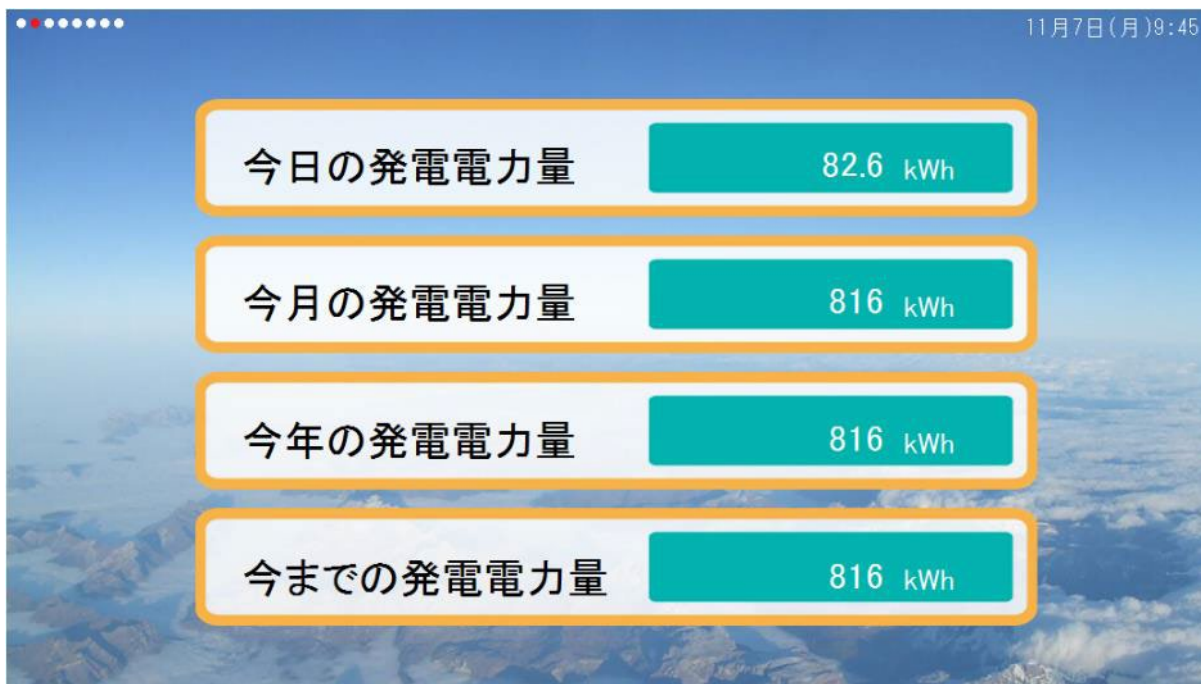 11月7日(月)9:45
今日の発電電力量 82.6 kWh
今月の発電電力量 816 kWh
今年の発電電力量 816 kWh
今までの発電電力量 816 kWh